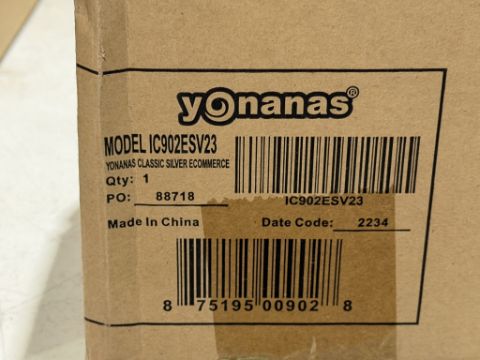 yonanas®
MODEL IC902ESV23
YONANAS CLASSIC SILVER ECOMMERCE
Qty: 1
PO: 88718
IC902ESV23
Made In China Date Code: 2234
8 75195 00902 8